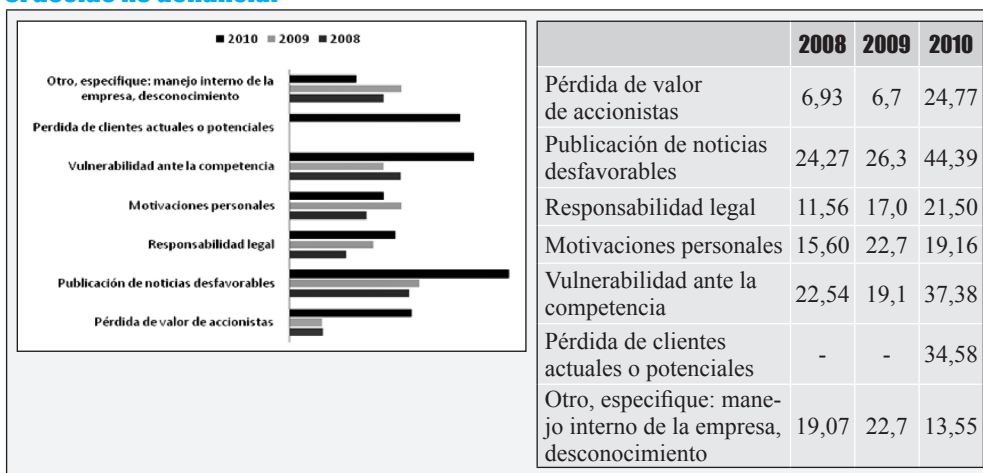 ■ 2010 ■ 2009 ■ 2008
Otro, especifique: manejo interno de la
empresa, desconocimiento
Perdida de clientes actuales o potenciales
Vulnerabilidad ante la competencia
Motivaciones personales
Responsabilidad legal
Publicación de noticias desfavorables
Pérdida de valor de accionistas
2008 2009 2010
Pérdida de valor
de accionistas 6,93 6,7 24,77
Publicación de noticias
desfavorables 24,27 26,3 44,39
Responsabilidad legal 11,56 17,0 21,50
Motivaciones personales 15,60 22,7 19,16
Vulnerabilidad ante la
competencia 22,54 19,1 37,38
Pérdida de clientes
actuales o potenciales - - 34,58
Otro, especifique: mane-
jo interno de la empresa,
desconocimiento 19,07 22,7 13,55